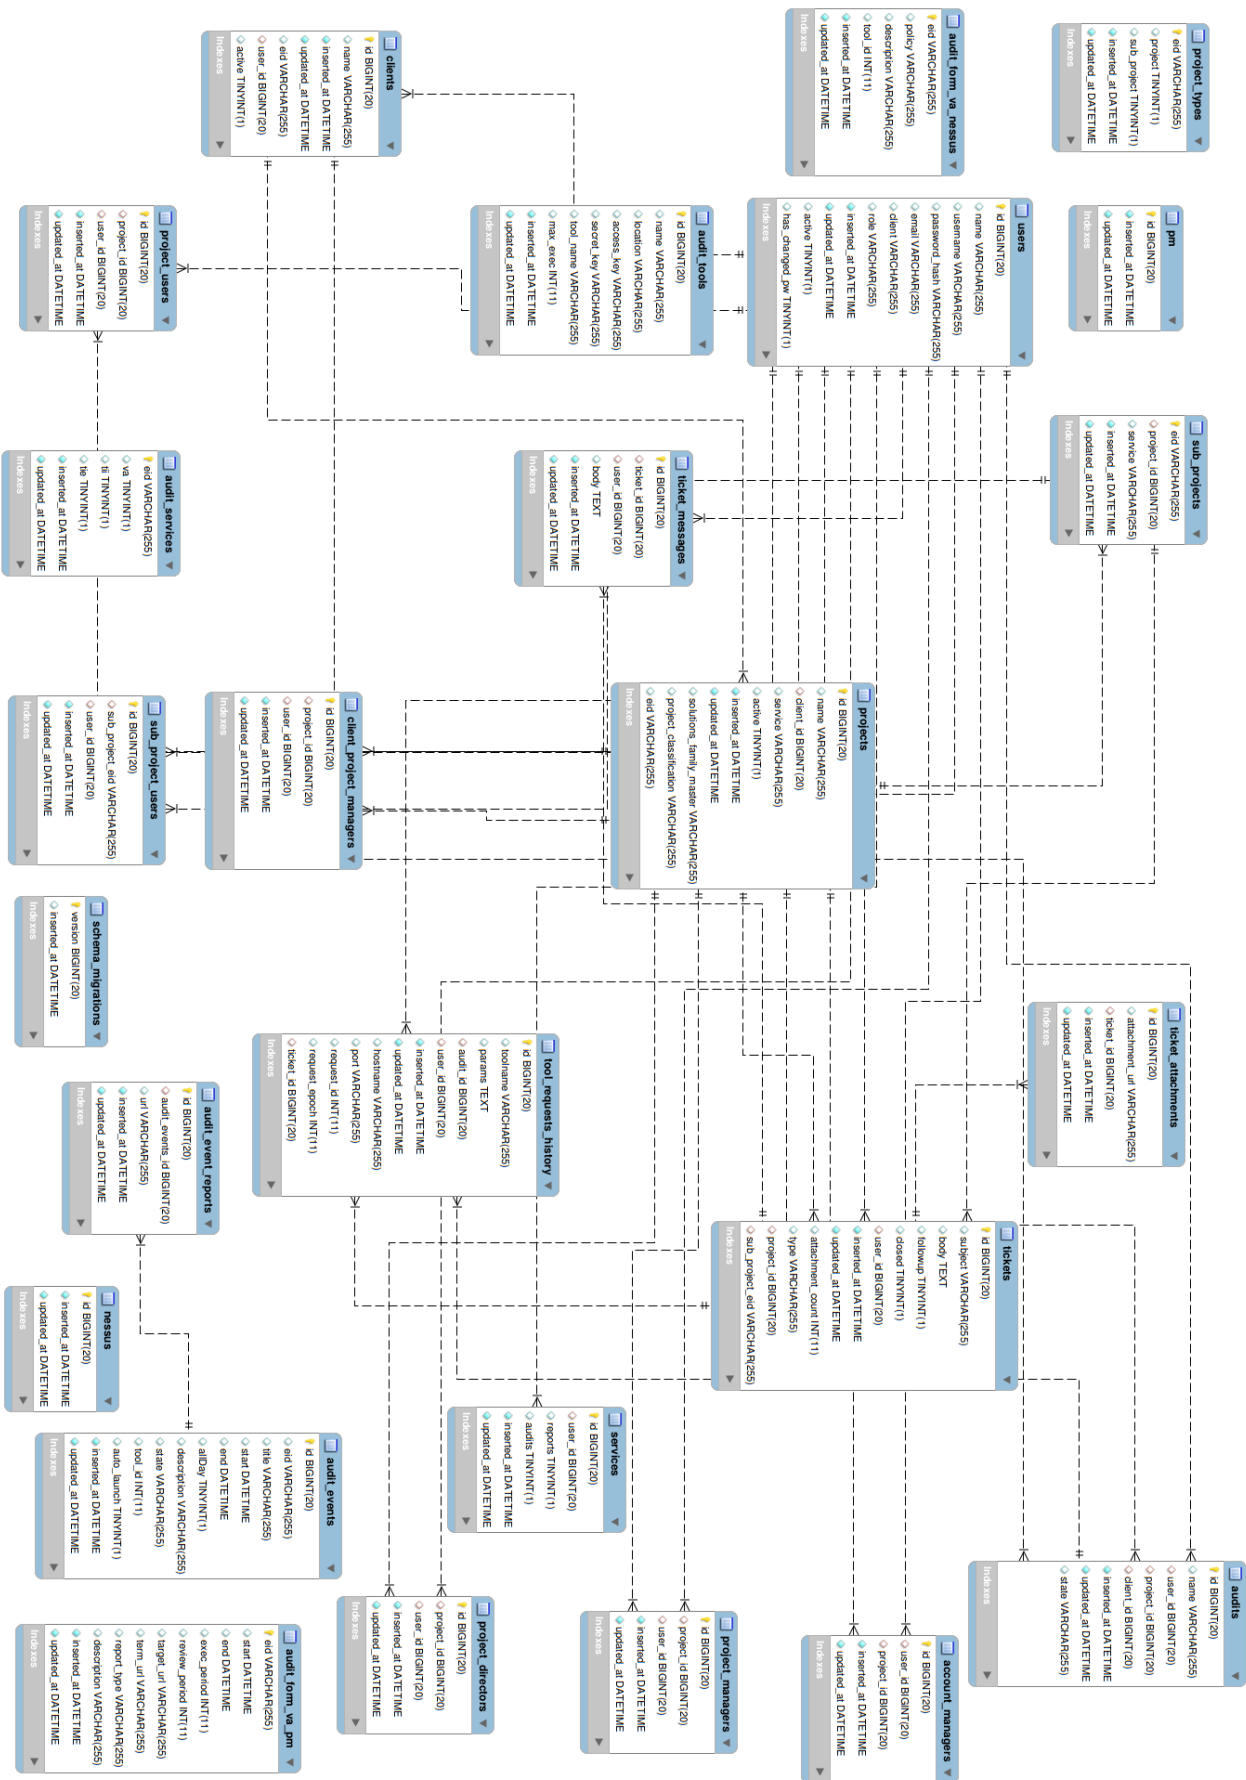 project_types
eid VARCHAR(255)
project TINYINT(1)
sub_project TINYINT(1)
inserted_at DATETIME
updated_at DATETIME
Indexes
pm
id BIGINT(20)
inserted_at DATETIME
updated_at DATETIME
Indexes
sub_projects
eid VARCHAR(255)
project_id BIGINT(20)
service VARCHAR(255)
inserted_at DATETIME
updated_at DATETIME
Indexes
ticket_attachments
id BIGINT(20)
attachment_url VARCHAR(255)
ticket_id BIGINT(20)
inserted_at DATETIME
updated_at DATETIME
Indexes
audits
id BIGINT(20)
name VARCHAR(255)
user_id BIGINT(20)
project_id BIGINT(20)
client_id BIGINT(20)
inserted_at DATETIME
updated_at DATETIME
state VARCHAR(255)
Indexes
audit_form_va_nessus
eid VARCHAR(255)
policy VARCHAR(255)
description VARCHAR(255)
tool_id INT(11)
inserted_at DATETIME
updated_at DATETIME
Indexes
users
id BIGINT(20)
name VARCHAR(255)
username VARCHAR(255)
password_hash VARCHAR(255)
email VARCHAR(255)
client VARCHAR(255)
role VARCHAR(255)
inserted_at DATETIME
updated_at DATETIME
active TINYINT(1)
has_changed_pw TINYINT(1)
Indexes
tickets
id BIGINT(20)
subject VARCHAR(255)
body TEXT
followup TINYINT(1)
closed TINYINT(1)
user_id BIGINT(20)
inserted_at DATETIME
updated_at DATETIME
attachment_count INT(11)
type VARCHAR(255)
project_id BIGINT(20)
sub_project_eid VARCHAR(255)
Indexes
account_managers
id BIGINT(20)
user_id BIGINT(20)
project_id BIGINT(20)
inserted_at DATETIME
updated_at DATETIME
Indexes
audit_tools
id BIGINT(20)
name VARCHAR(255)
location VARCHAR(255)
access_key VARCHAR(255)
secret_key VARCHAR(255)
tool_name VARCHAR(255)
max_exec INT(11)
inserted_at DATETIME
updated_at DATETIME
Indexes
ticket_messages
id BIGINT(20)
ticket_id BIGINT(20)
user_id BIGINT(20)
body TEXT
inserted_at DATETIME
updated_at DATETIME
Indexes
projects
id BIGINT(20)
name VARCHAR(255)
client_id BIGINT(20)
service VARCHAR(255)
active TINYINT(1)
inserted_at DATETIME
updated_at DATETIME
solutions_family_master VARCHAR(255)
project_classification VARCHAR(255)
eid VARCHAR(255)
Indexes
services
id BIGINT(20)
user_id BIGINT(20)
reports TINYINT(1)
audits TINYINT(1)
inserted_at DATETIME
updated_at DATETIME
Indexes
project_managers
id BIGINT(20)
project_id BIGINT(20)
user_id BIGINT(20)
inserted_at DATETIME
updated_at DATETIME
Indexes
clients
id BIGINT(20)
name VARCHAR(255)
inserted_at DATETIME
updated_at DATETIME
eid VARCHAR(255)
user_id BIGINT(20)
active TINYINT(1)
Indexes
client_project_managers
id BIGINT(20)
project_id BIGINT(20)
user_id BIGINT(20)
inserted_at DATETIME
updated_at DATETIME
Indexes
tool_requests_history
id BIGINT(20)
toolname VARCHAR(255)
params TEXT
audit_id BIGINT(20)
user_id BIGINT(20)
inserted_at DATETIME
updated_at DATETIME
hostname VARCHAR(255)
port VARCHAR(255)
request_id INT(11)
request_epoch INT(11)
ticket_id BIGINT(20)
Indexes
project_directors
id BIGINT(20)
project_id BIGINT(20)
user_id BIGINT(20)
inserted_at DATETIME
updated_at DATETIME
Indexes
project_users
id BIGINT(20)
project_id BIGINT(20)
user_id BIGINT(20)
inserted_at DATETIME
updated_at DATETIME
Indexes
audit_services
eid VARCHAR(255)
va TINYINT(1)
tii TINYINT(1)
tie TINYINT(1)
inserted_at DATETIME
updated_at DATETIME
Indexes
sub_project_users
id BIGINT(20)
sub_project_eid VARCHAR(255)
user_id BIGINT(20)
inserted_at DATETIME
updated_at DATETIME
Indexes
schema_migrations
version BIGINT(20)
inserted_at DATETIME
Indexes
audit_event_reports
id BIGINT(20)
audit_events_id BIGINT(20)
url VARCHAR(255)
inserted_at DATETIME
updated_at DATETIME
Indexes
nessus
id BIGINT(20)
inserted_at DATETIME
updated_at DATETIME
Indexes
audit_events
id BIGINT(20)
eid VARCHAR(255)
title VARCHAR(255)
start DATETIME
end DATETIME
allDay TINYINT(1)
description VARCHAR(255)
state VARCHAR(255)
tool_id INT(11)
auto_launch TINYINT(1)
inserted_at DATETIME
updated_at DATETIME
Indexes
audit_form_va_pm
eid VARCHAR(255)
start DATETIME
end DATETIME
exec_period INT(11)
review_period INT(11)
target_url VARCHAR(255)
term_url VARCHAR(255)
report_type VARCHAR(255)
description VARCHAR(255)
inserted_at DATETIME
updated_at DATETIME
Indexes